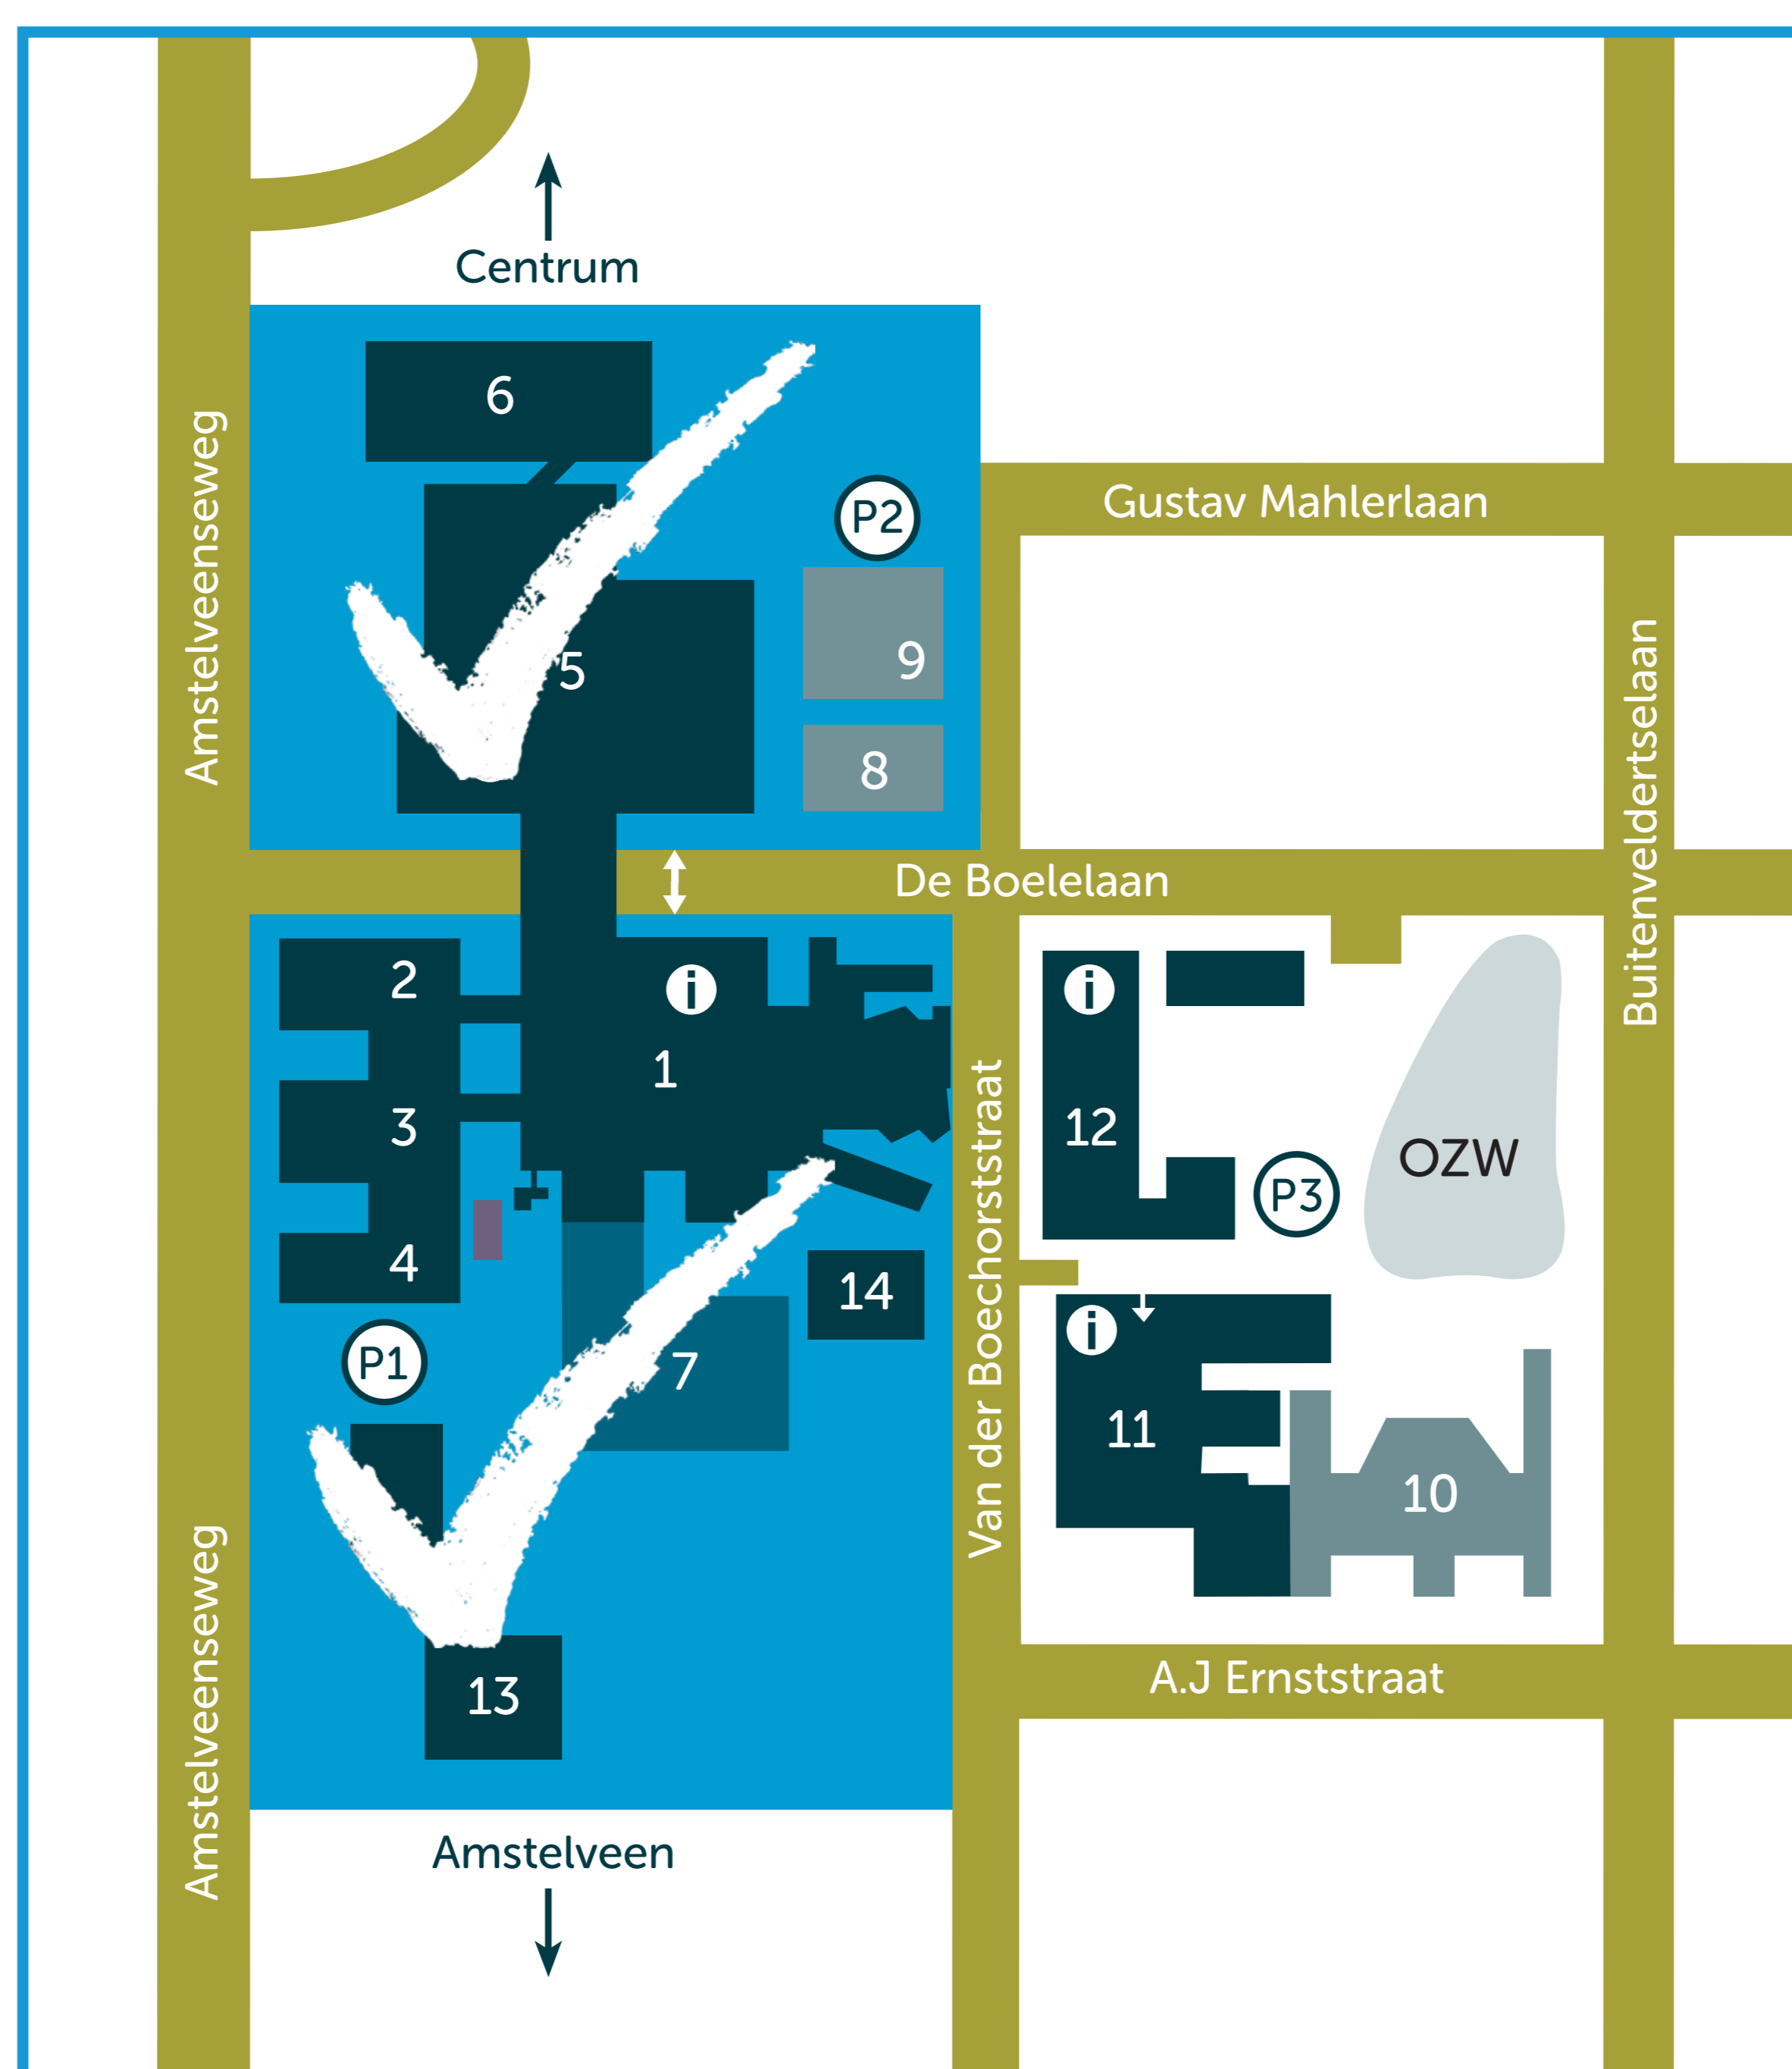 Centrum
6
Amstelveenseweg
P2
Gustav Mahlerlaan
5
9
8
Buitenveldertselaan
De Boelelaan
2
i
i
1
3
12
OZW
P3
4
14
Van der Boechorststraat
i
P1
7
11
10
13
A.J Ernststraat
Amstelveenseweg
Amstelveen